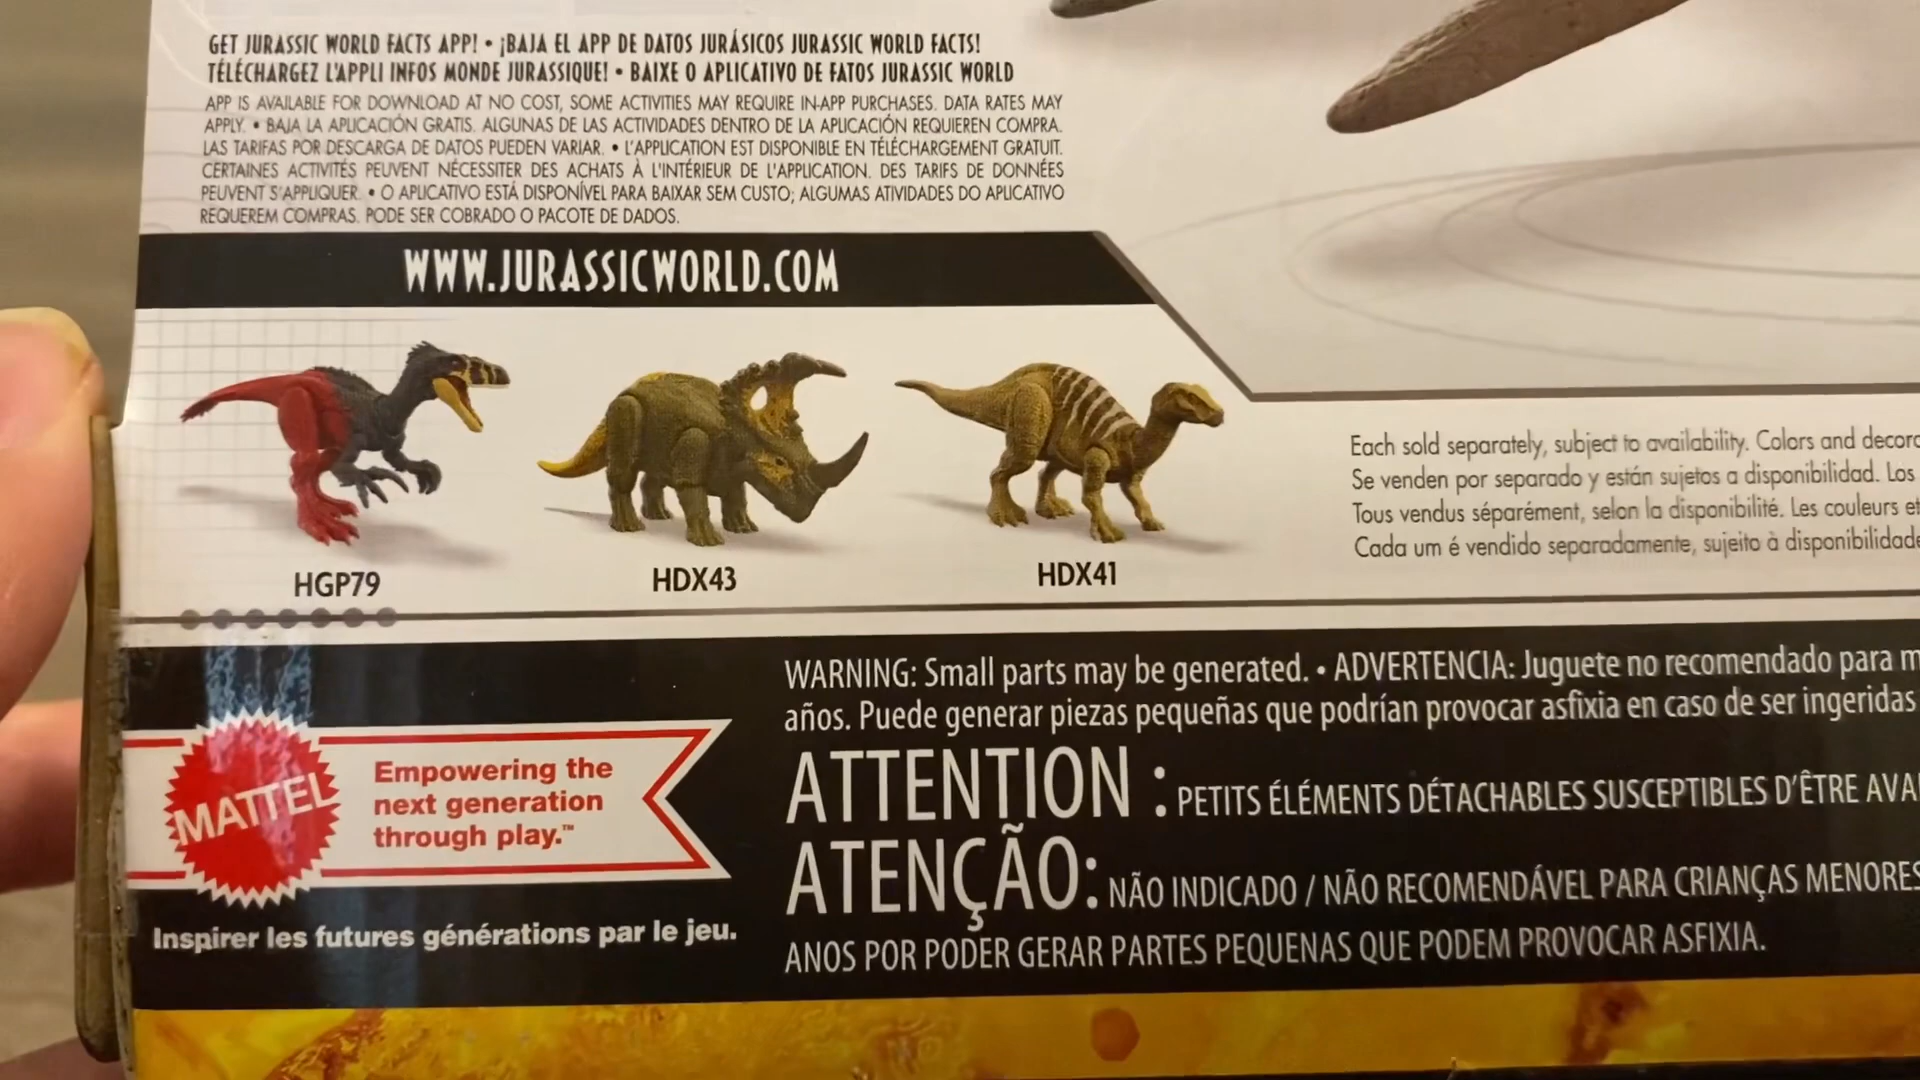 GET JURASSIC WORLD FACTS APP! • ¡BAJA EL APP DE DATOS JURÁSICOS JURASSIC WORLD FACTS!
TÉLÉCHARGEZ L'APPLI INFOS MONDE JURASSIQUE! • BAIXE O APLICATIVO DE FATOS JURASSIC WORLD
APP IS AVAILABLE FOR DOWNLOAD AT NO COST, SOME ACTIVITIES MAY REQUIRE IN-APP PURCHASES. DATA RATES MAY
APPLY. • BAJA LA APLICACIÓN GRATIS. ALGUNAS DE LAS ACTIVIDADES DENTRO DE LA APLICACIÓN REQUIEREN COMPRA.
LAS TARIFAS POR DESCARGA DE DATOS PUEDEN VARIAR. • L'APPLICATION EST DISPONIBLE EN TÉLÉCHARGEMENT GRATUIT.
CERTAINES ACTIVITÉS PEUVENT NÉCESSITER DES ACHATS À L'INTÉRIEUR DE L'APPLICATION. DES TARIFS DE DONNÉES
PEUVENT S'APPLIQUER. • O APLICATIVO ESTÁ DISPONÍVEL PARA BAIXAR SEM CUSTO; ALGUMAS ATIVIDADES DO APLICATIVO
REQUEREM COMPRAS. PODE SER COBRADO O PACOTE DE DADOS.
WWW.JURASSICWORLD.COM
HGP79
HDX43
HDX41
Each sold separately, subject to availability. Colors and decora
Se venden por separado y están sujetos a disponibilidad. Los
Tous vendus séparément, selon la disponibilité. Les couleurs et
Cada um é vendido separadamente, sujeito à disponibilidade
WARNING: Small parts may be generated. • ADVERTENCIA: Juguete no recomendado para m
años. Puede generar piezas pequeñas que podrían provocar asfixia en caso de ser ingeridas
ATTENTION : PETITS ÉLÉMENTS DÉTACHABLES SUSCEPTIBLES D'ÊTRE AVA
ATENÇÃO: NÃO INDICADO / NÃO RECOMENDÁVEL PARA CRIANÇAS MENORES
ANOS POR PODER GERAR PARTES PEQUENAS QUE PODEM PROVOCAR ASFIXIA.
MATTEL
Empowering the
next generation
through play.™
Inspirer les futures générations par le jeu.